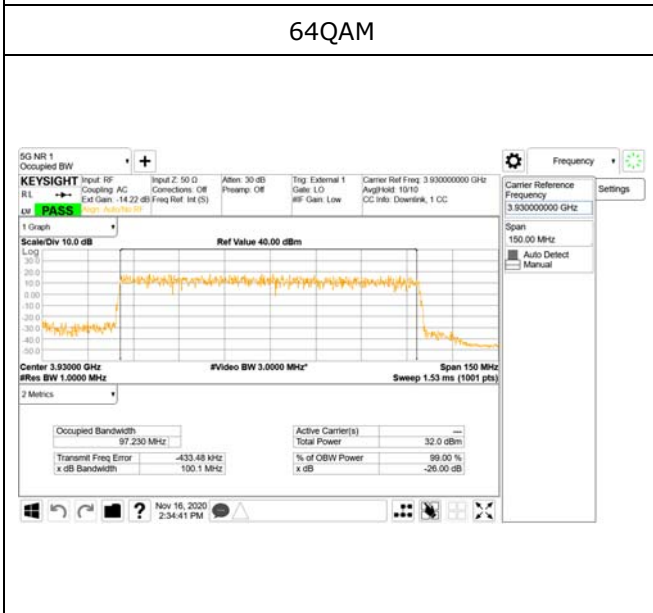 64QAM
5G NR 1
Occupied BW
Frequency
KEYSIGHT
RL
LW
PASS
Input: RF
Coupling: AC
Ext Gain: -14.22 dB
Align: Auto/No RF
Input Z: 50 Ω
Corrections: Off
Freq Ref: Int (S)
Atten: 30 dB
Preamp: Off
Trig: External 1
Gate: LO
#IF Gain: Low
Carrier Ref Freq: 3.930000000 GHz
Avg|Hold: 10/10
CC Info: Downlink, 1 CC
Carrier Reference
Frequency
3.930000000 GHz
Settings
Span
150.00 MHz
Auto Detect
Manual
1 Graph
Scale/Div 10.0 dB
Ref Value 40.00 dBm
Log
30.0
20.0
10.0
0.00
-10.0
-20.0
-30.0
-40.0
-50.0
Center 3.93000 GHz
#Video BW 3.0000 MHz*
Span 150 MHz
#Res BW 1.0000 MHz
Sweep 1.53 ms (1001 pts)
2 Metrics
Occupied Bandwidth
97.230 MHz
Transmit Freq Error -433.48 kHz
x dB Bandwidth 100.1 MHz
Active Carrier(s) ---
Total Power 32.0 dBm
% of OBW Power 99.00 %
x dB -26.00 dB
?
Nov 16, 2020
2:34:41 PM